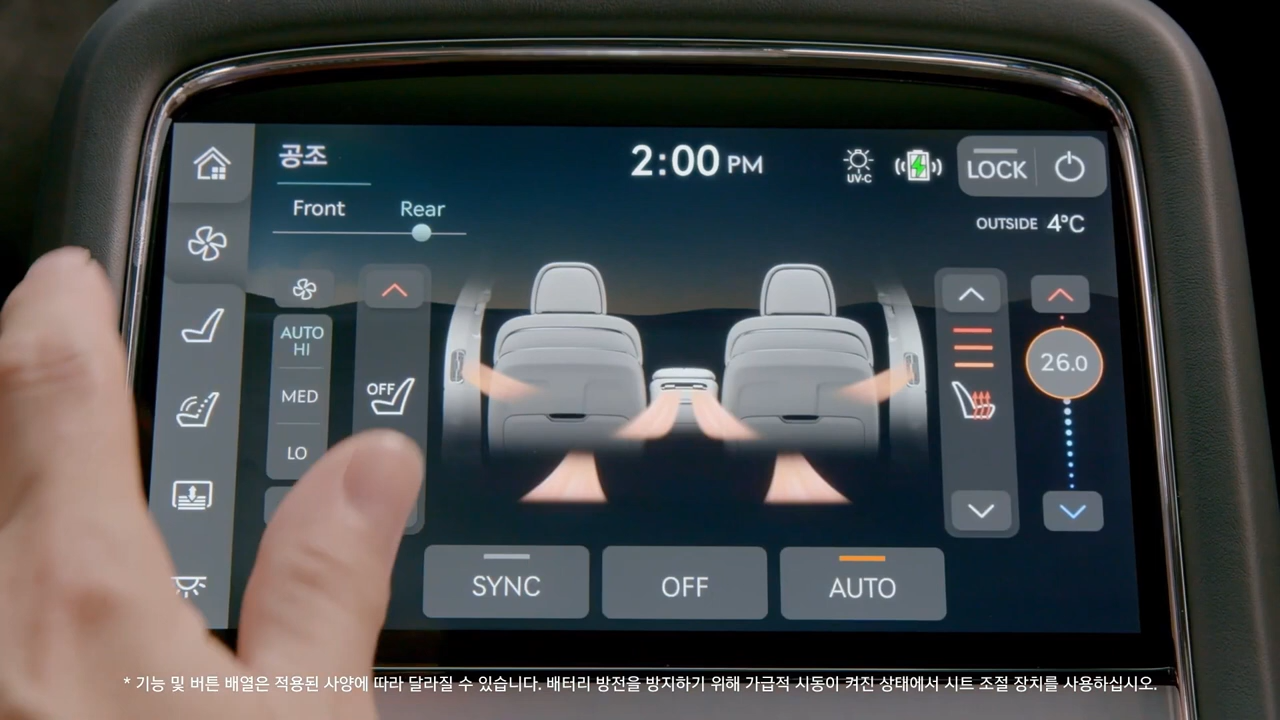 공조
2:00 PM
UV-C
LOCK
Front
Rear
OUTSIDE 4°C
AUTO
HI
MED
LO
OFF
26.0
SYNC
OFF
AUTO
* 기능 및 버튼 배열은 적용된 사양에 따라 달라질 수 있습니다. 배터리 방전을 방지하기 위해 가급적 시동이 켜진 상태에서 시트 조절 장치를 사용하십시오.